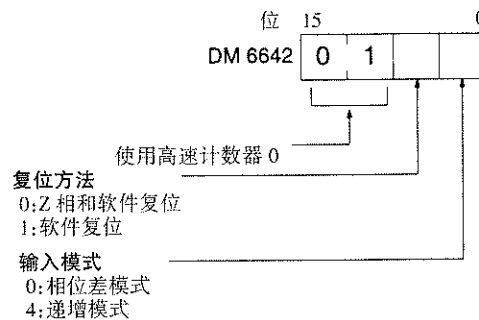 位 15 0
DM 6642 0 1
使用高速计数器 0
复位方法
0:Z 相和软件复位
1:软件复位
输入模式
0:相位差模式
4:递增模式